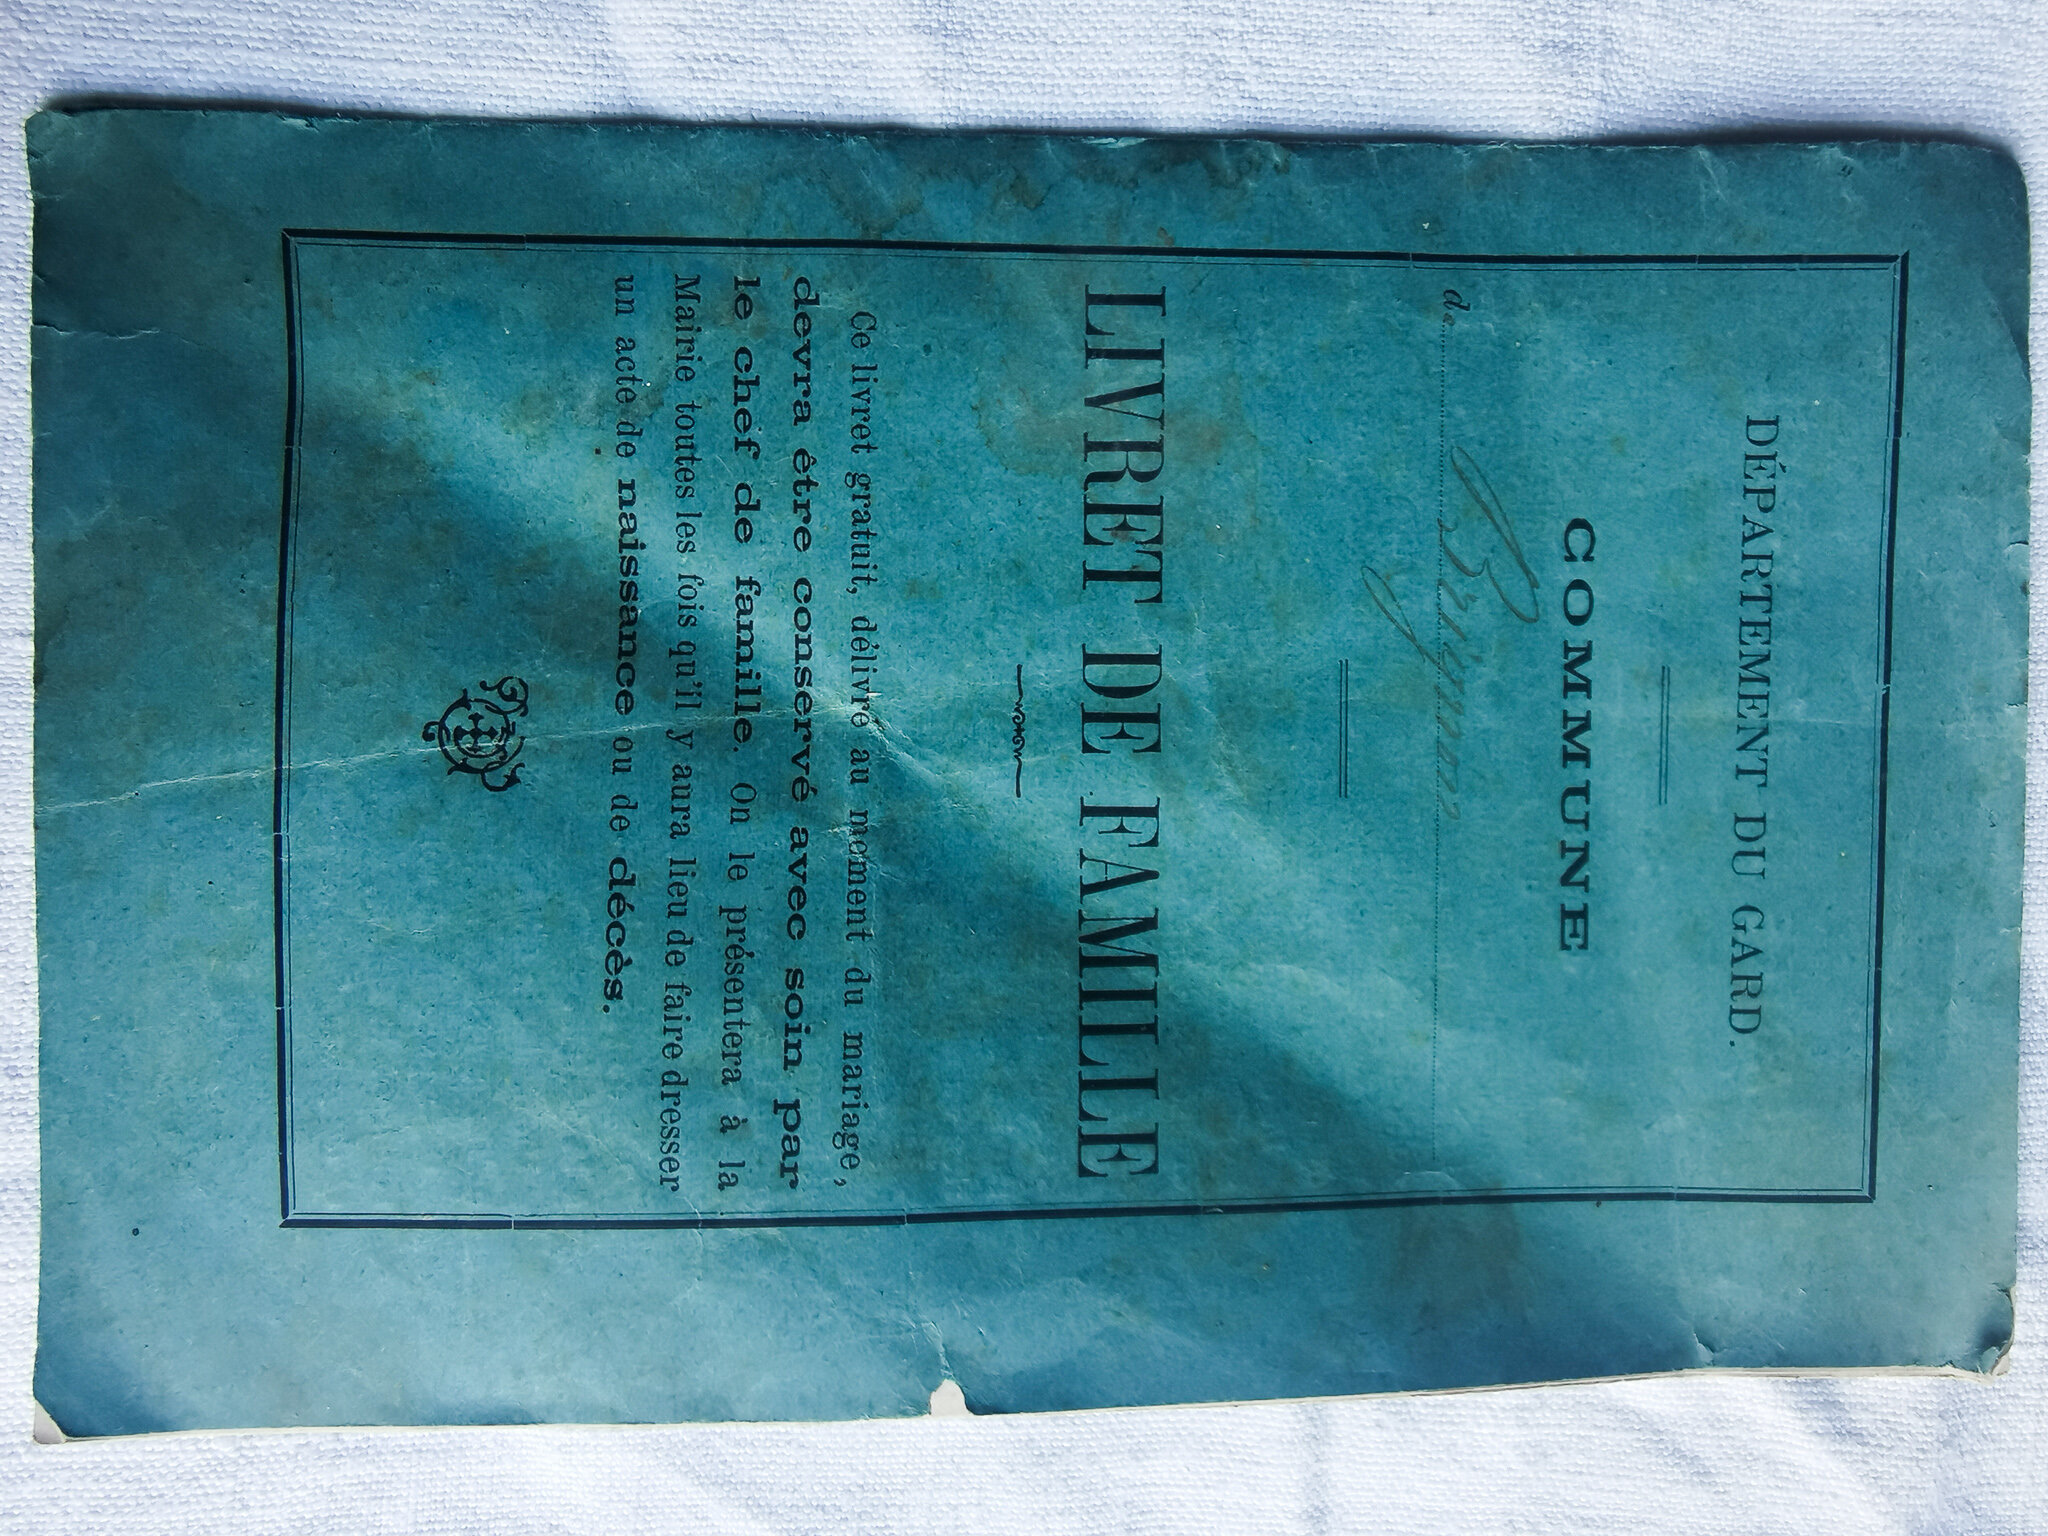 DÉPARTEMENT DU GARD.
COMMUNE
de
LIVRET DE FAMILLE
Ce livret gratuit, délivré au moment du mariage,
devra être conservé avec soin par
le chef de famille. On le présentera à la
Mairie toutes les fois qu'il y aura lieu de faire dresser
un acte de naissance ou de décès.